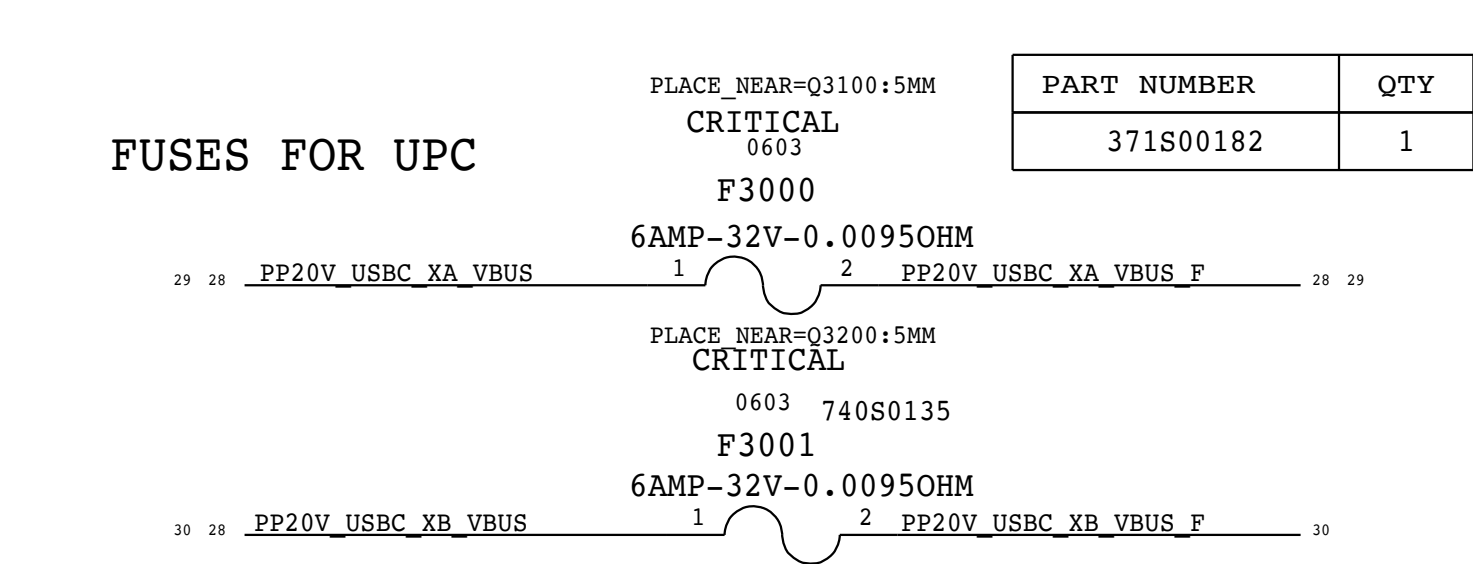 PLACE_NEAR=Q3100:5MM
PART NUMBER QTY
CRITICAL
371S00182 1
0603
FUSES FOR UPC
F3000
6AMP-32V-0.0095OHM
29 28 PP20V_USBC_XA_VBUS 1 2 PP20V_USBC_XA_VBUS_F 28 29
PLACE_NEAR=Q3200:5MM
CRITICAL
0603 740S0135
F3001
6AMP-32V-0.0095OHM
30 28 PP20V_USBC_XB_VBUS 1 2 PP20V_USBC_XB_VBUS_F 30